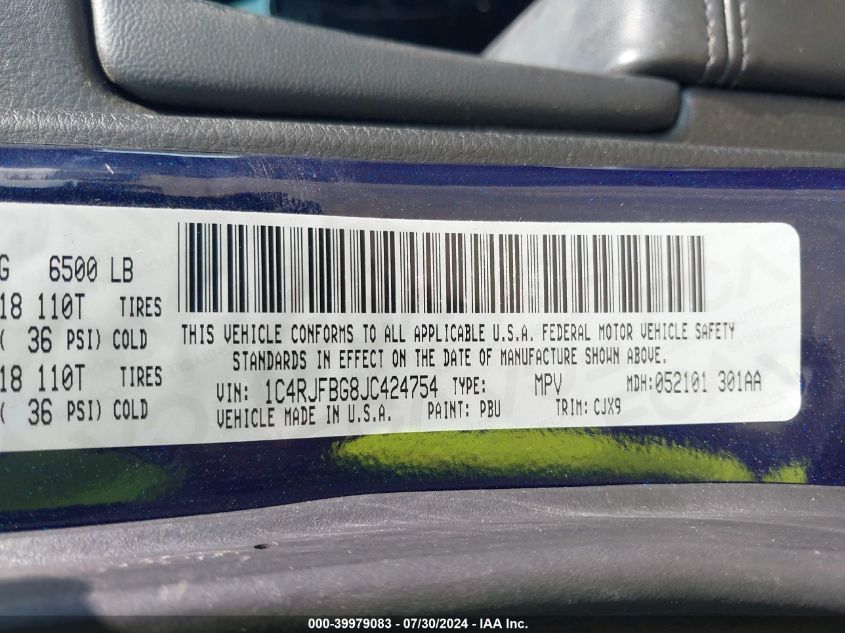 G 6500 LB
18 110T TIRES
( 36 PSI) COLD
18 110T TIRES
( 36 PSI) COLD
THIS VEHICLE CONFORMS TO ALL APPLICABLE U.S.A. FEDERAL MOTOR VEHICLE SAFETY
STANDARDS IN EFFECT ON THE DATE OF MANUFACTURE SHOWN ABOVE.
VIN: 1C4RJFBG8JC424754 TYPE: MPV MDH:052101 301AA
VEHICLE MADE IN U.S.A. PAINT: PBU TRIM:CJX9
000-39979083 - 07/30/2024 - IAA Inc.